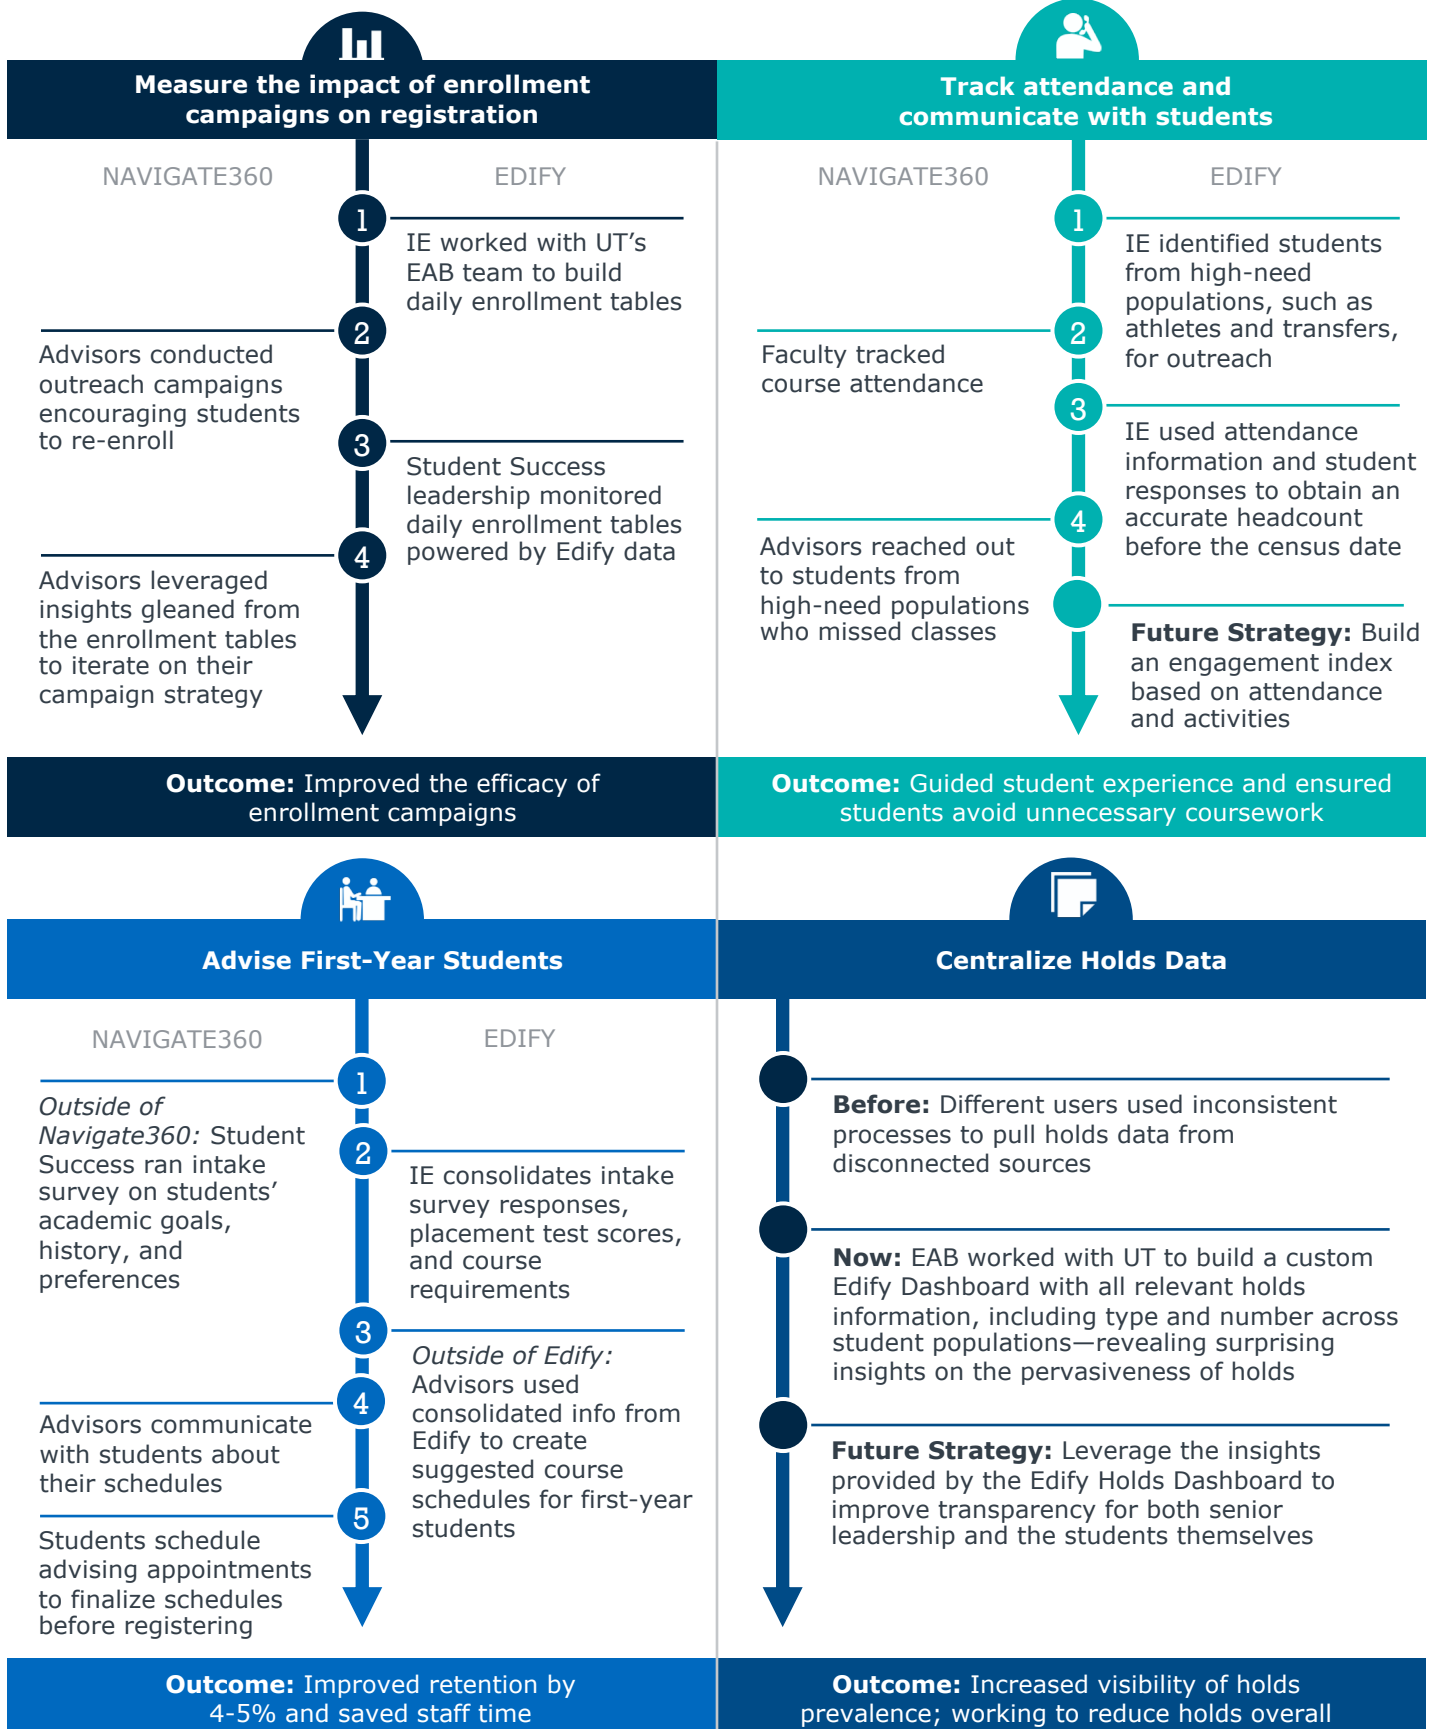 Measure the impact of enrollment
campaigns on registration
NAVIGATE360
EDIFY
1
IE worked with UT’s
EAB team to build
daily enrollment tables
2
Advisors conducted
outreach campaigns
encouraging students
to re-enroll
3
Student Success
leadership monitored
daily enrollment tables
powered by Edify data
4
Advisors leveraged
insights gleaned from
the enrollment tables
to iterate on their
campaign strategy
Outcome: Improved the efficacy of
enrollment campaigns
Track attendance and
communicate with students
NAVIGATE360
EDIFY
1
IE identified students
from high-need
populations, such as
athletes and transfers,
for outreach
2
Faculty tracked
course attendance
3
IE used attendance
information and student
responses to obtain an
accurate headcount
before the census date
4
Advisors reached out
to students from
high-need populations
who missed classes
Future Strategy: Build
an engagement index
based on attendance
and activities
Outcome: Guided student experience and ensured
students avoid unnecessary coursework
Advise First-Year Students
NAVIGATE360
EDIFY
1
Outside of
Navigate360: Student
Success ran intake
survey on students’
academic goals,
history, and
preferences
2
IE consolidates intake
survey responses,
placement test scores,
and course
requirements
3
Outside of Edify:
Advisors used
consolidated info from
Edify to create
suggested course
schedules for first-year
students
4
Advisors communicate
with students about
their schedules
5
Students schedule
advising appointments
to finalize schedules
before registering
Outcome: Improved retention by
4-5% and saved staff time
Centralize Holds Data
Before: Different users used inconsistent
processes to pull holds data from
disconnected sources
Now: EAB worked with UT to build a custom
Edify Dashboard with all relevant holds
information, including type and number across
student populations—revealing surprising
insights on the pervasiveness of holds
Future Strategy: Leverage the insights
provided by the Edify Holds Dashboard to
improve transparency for both senior
leadership and the students themselves
Outcome: Increased visibility of holds
prevalence; working to reduce holds overall